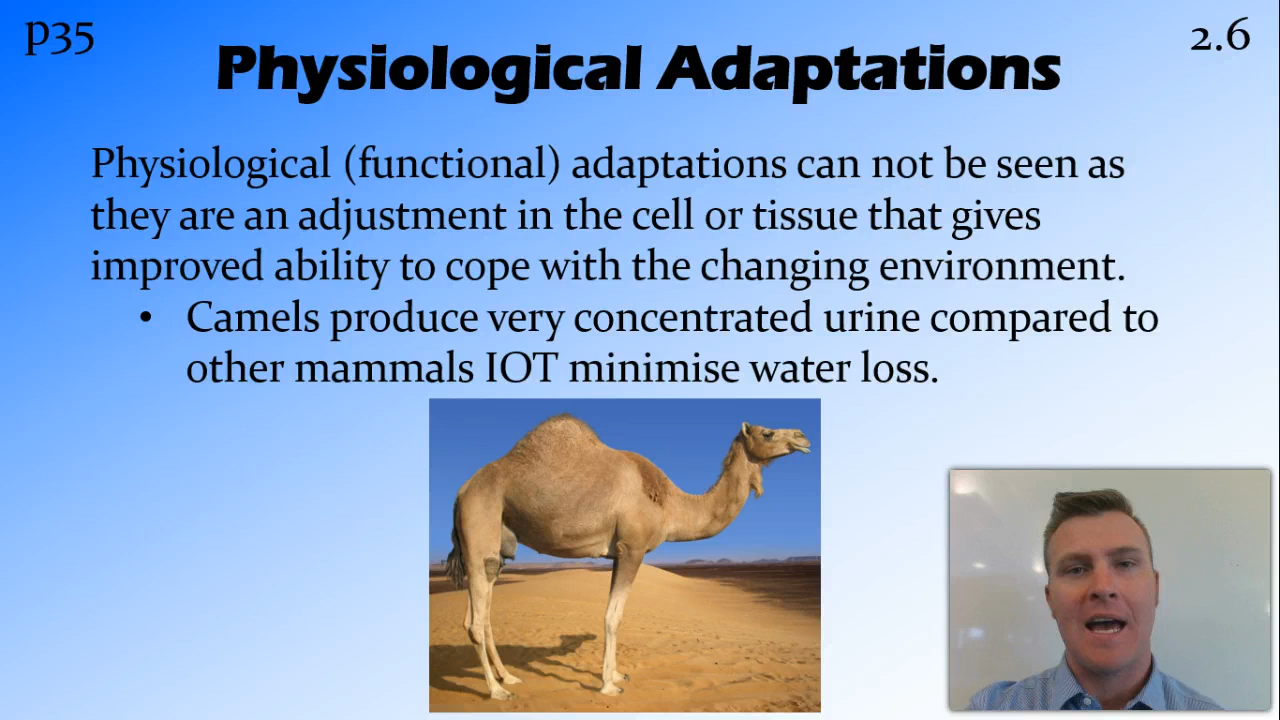 p35
2.6
Physiological Adaptations
Physiological (functional) adaptations can not be seen as
they are an adjustment in the cell or tissue that gives
improved ability to cope with the changing environment.
• Camels produce very concentrated urine compared to
other mammals IOT minimise water loss.